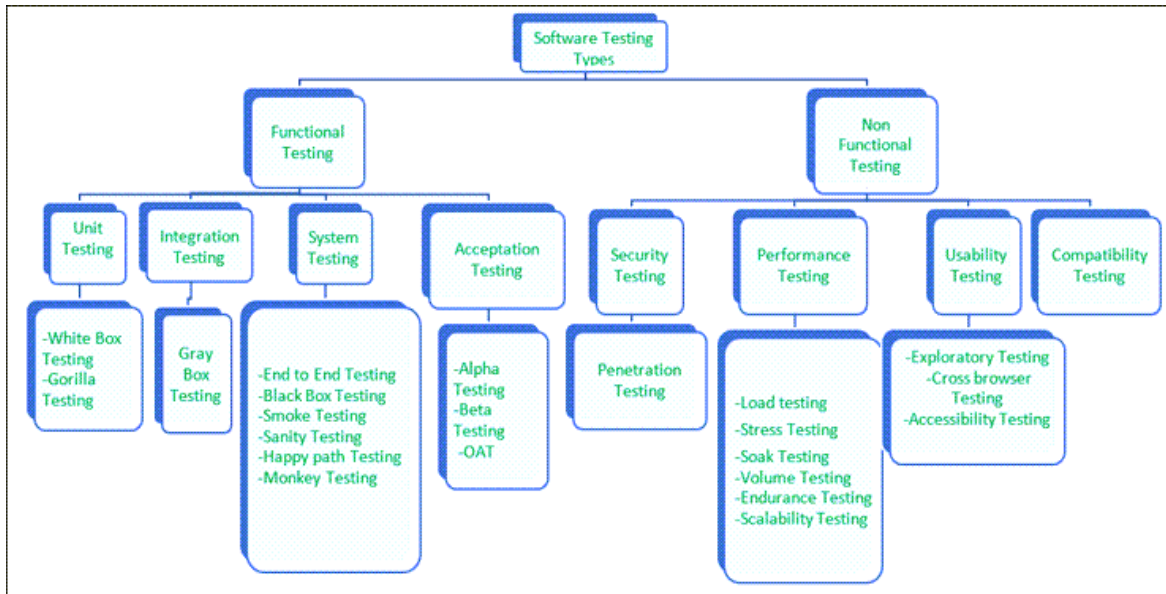 Software Testing
Types
Functional
Testing
Non
Functional
Testing
Unit
Testing
Integration
Testing
System
Testing
Acceptation
Testing
Security
Testing
Performance
Testing
Usability
Testing
Compatibility
Testing
-White Box
Testing
-Gorilla
Testing
Gray
Box
Testing
-End to End Testing
-Black Box Testing
-Smoke Testing
-Sanity Testing
-Happy path Testing
-Monkey Testing
-Alpha
Testing
-Beta
Testing
-OAT
Penetration
Testing
-Load testing
-Stress Testing
-Soak Testing
-Volume Testing
-Endurance Testing
-Scalability Testing
-Exploratory Testing
-Cross browser
Testing
-Accessibility Testing